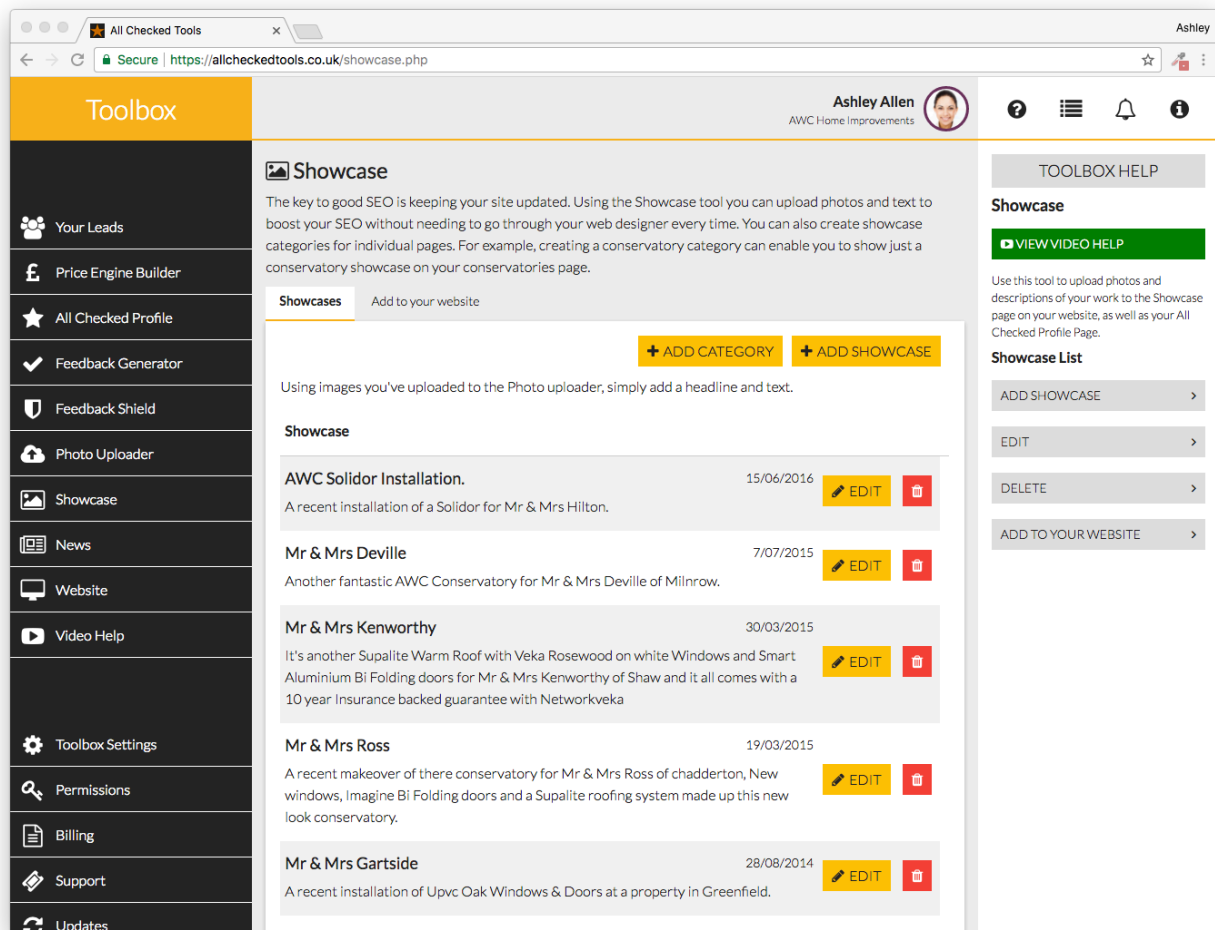 All Checked Tools
Ashley
Secure
https://allcheckedtools.co.uk/showcase.php
Toolbox
Ashley Allen
AWC Home Improvements
Your Leads
Price Engine Builder
All Checked Profile
Feedback Generator
Feedback Shield
Photo Uploader
Showcase
News
Website
Video Help
Toolbox Settings
Permissions
Billing
Support
Updates
Showcase
The key to good SEO is keeping your site updated. Using the Showcase tool you can upload photos and text to
boost your SEO without needing to go through your web designer every time. You can also create showcase
categories for individual pages. For example, creating a conservatory category can enable you to show just a
conservatory showcase on your conservatories page.
Showcases
Add to your website
ADD CATEGORY
ADD SHOWCASE
Using images you've uploaded to the Photo uploader, simply add a headline and text.
Showcase
AWC Solidor Installation.
15/06/2016
EDIT
A recent installation of a Solidor for Mr & Mrs Hilton.
Mr & Mrs Deville
7/07/2015
EDIT
Another fantastic AWC Conservatory for Mr & Mrs Deville of Milnrow.
Mr & Mrs Kenworthy
30/03/2015
It's another Supalite Warm Roof with Veka Rosewood on white Windows and Smart
EDIT
Aluminium Bi Folding doors for Mr & Mrs Kenworthy of Shaw and it all comes with a
10 year Insurance backed guarantee with Networkveka
Mr & Mrs Ross
19/03/2015
A recent makeover of there conservatory for Mr & Mrs Ross of chadderton, New
EDIT
windows, Imagine Bi Folding doors and a Supalite roofing system made up this new
look conservatory.
Mr & Mrs Gartside
28/08/2014
EDIT
A recent installation of Upvc Oak Windows & Doors at a property in Greenfield.
TOOLBOX HELP
Showcase
VIEW VIDEO HELP
Use this tool to upload photos and
descriptions of your work to the Showcase
page on your website, as well as your All
Checked Profile Page.
Showcase List
ADD SHOWCASE
EDIT
DELETE
ADD TO YOUR WEBSITE